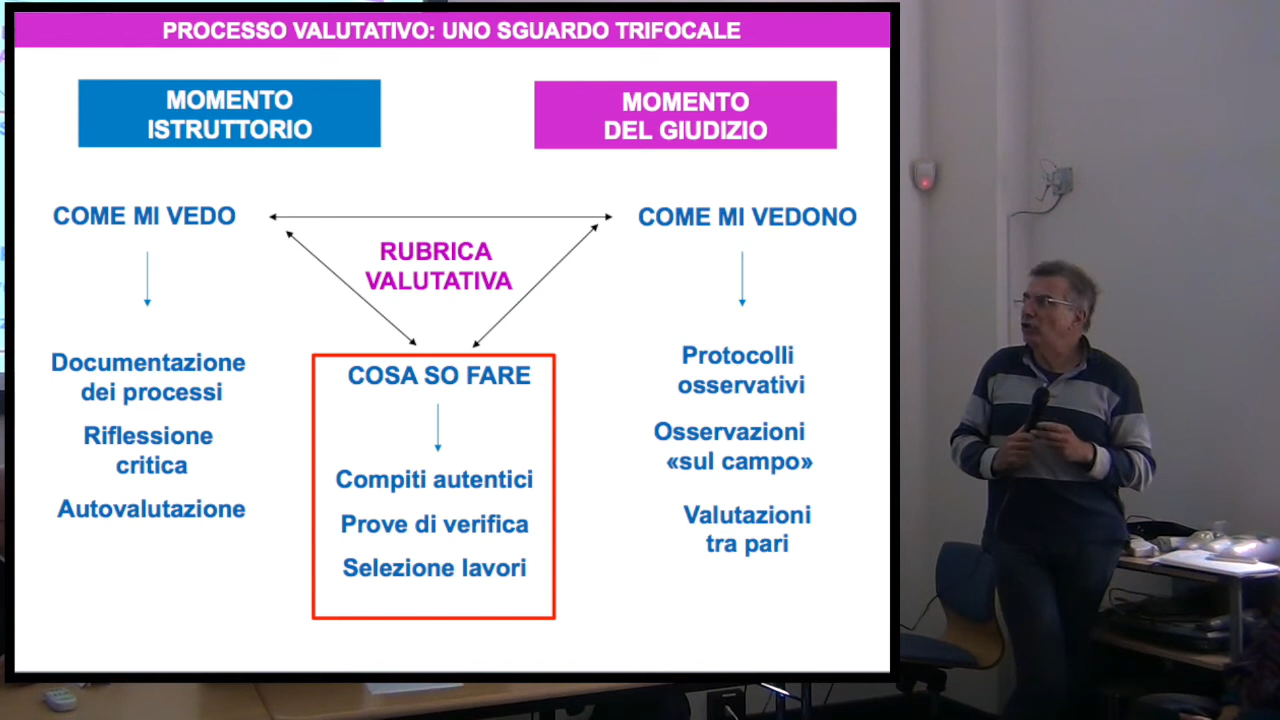 PROCESSO VALUTATIVO: UNO SGUARDO TRIFOCALE
MOMENTO
ISTRUTTORIO
MOMENTO
DEL GIUDIZIO
COME MI VEDO
COME MI VEDONO
RUBRICA
VALUTATIVA
Documentazione
dei processi
Riflessione
critica
Autovalutazione
COSA SO FARE
Compiti autentici
Prove di verifica
Selezione lavori
Protocolli
osservativi
Osservazioni
«sul campo»
Valutazioni
tra pari